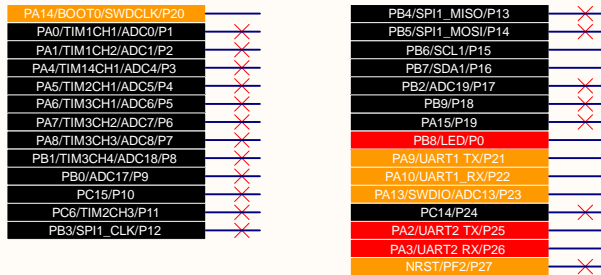 PA14/BOOT0/SWDCLK/P20
PA0/TIM1CH1/ADC0/P1
PA1/TIM1CH2/ADC1/P2
PA4/TIM14CH1/ADC4/P3
PA5/TIM2CH1/ADC5/P4
PA6/TIM3CH1/ADC6/P5
PA7/TIM3CH2/ADC7/P6
PA8/TIM3CH3/ADC8/P7
PB1/TIM3CH4/ADC18/P8
PB0/ADC17/P9
PC15/P10
PC6/TIM2CH3/P11
PB3/SPI1_CLK/P12
PB4/SPI1_MISO/P13
PB5/SPI1_MOSI/P14
PB6/SCL1/P15
PB7/SDA1/P16
PB2/ADC19/P17
PB9/P18
PA15/P19
PB8/LED/P0
PA9/UART1 TX/P21
PA10/UART1_RX/P22
PA13/SWDIO/ADC13/P23
PC14/P24
PA2/UART2 TX/P25
PA3/UART2 RX/P26
NRST/PF2/P27